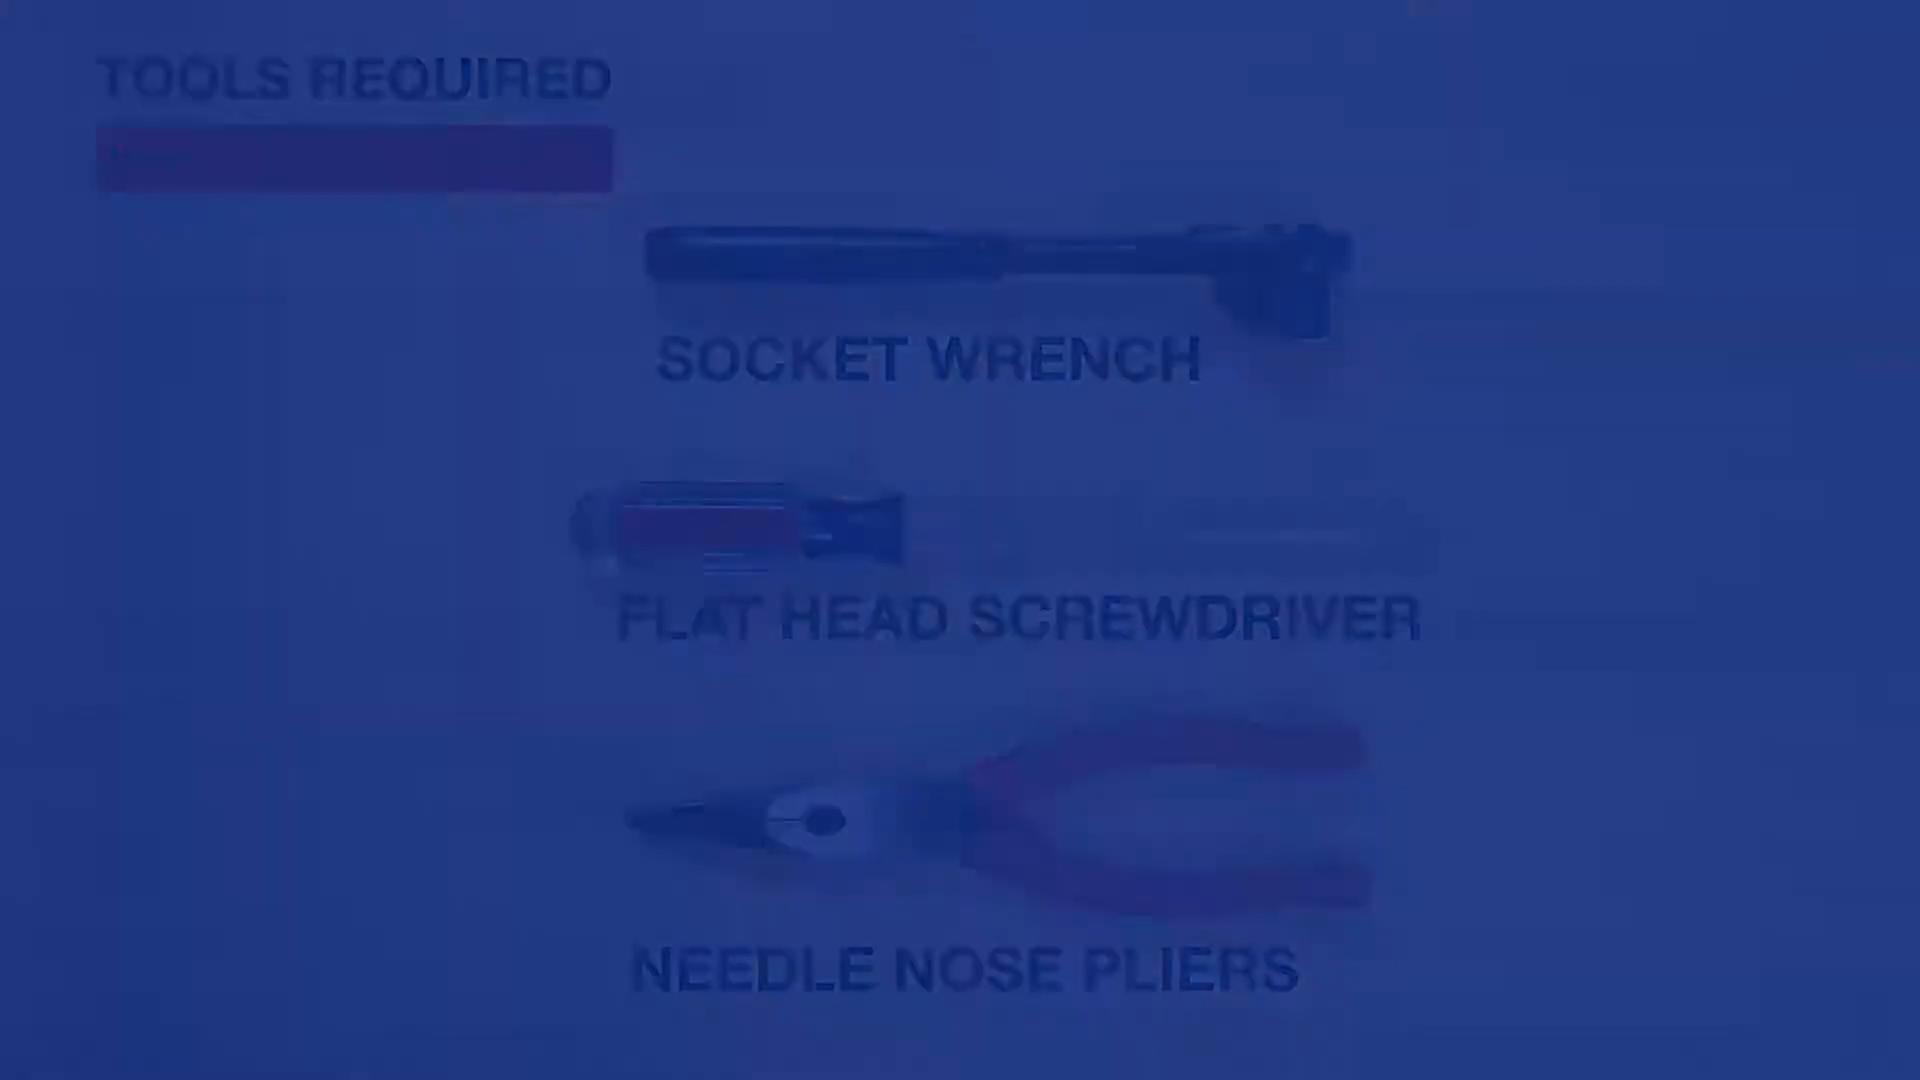 TOOLS REQUIRED
SOCKET WRENCH
FLAT HEAD SCREWDRIVER
NEEDLE NOSE PLIERS